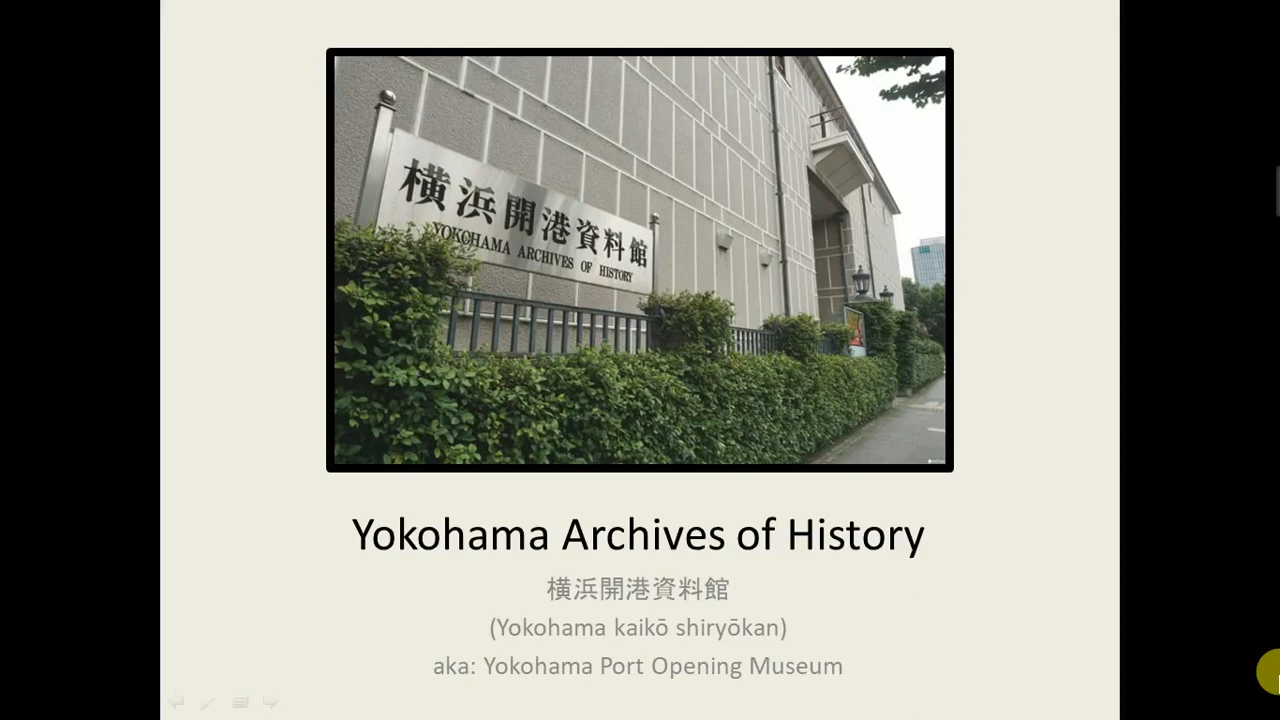 横浜開港資料館
YOKOHAMA ARCHIVES OF HISTORY
Yokohama Archives of History
横浜開港資料館
(Yokohama kaikō shiryōkan)
aka: Yokohama Port Opening Museum